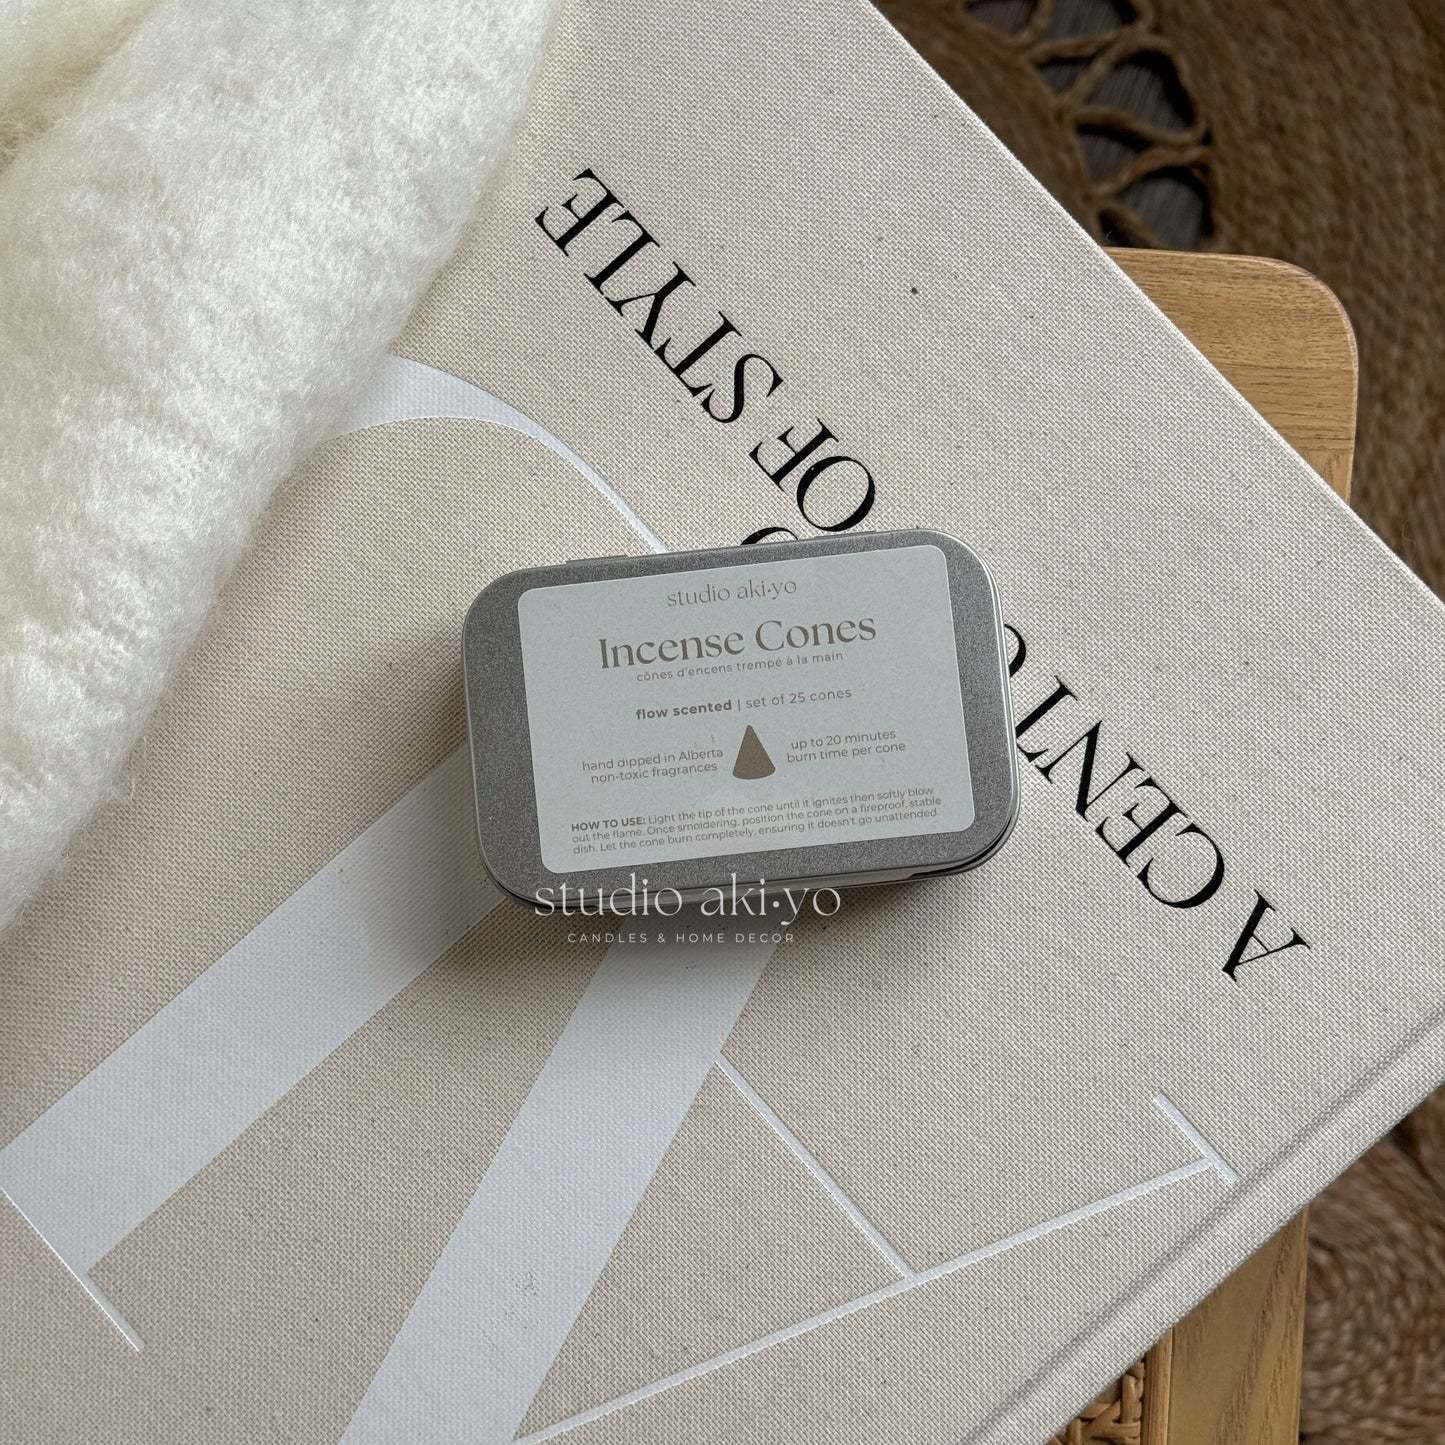 A CENTU
OF STYLE
studio aki·yo
Incense Cones
cônes d'encens trempé à la main
flow scented | set of 25 cones
hand dipped in Alberta
non-toxic fragrances
up to 20 minutes
burn time per cone
HOW TO USE: Light the tip of the cone until it ignites then softly blow
out the flame. Once smoldering, position the cone on a fireproof, stable
dish. Let the cone burn completely, ensuring it doesn't go unattended.
studio aki·yo
CANDLES & HOME DECOR